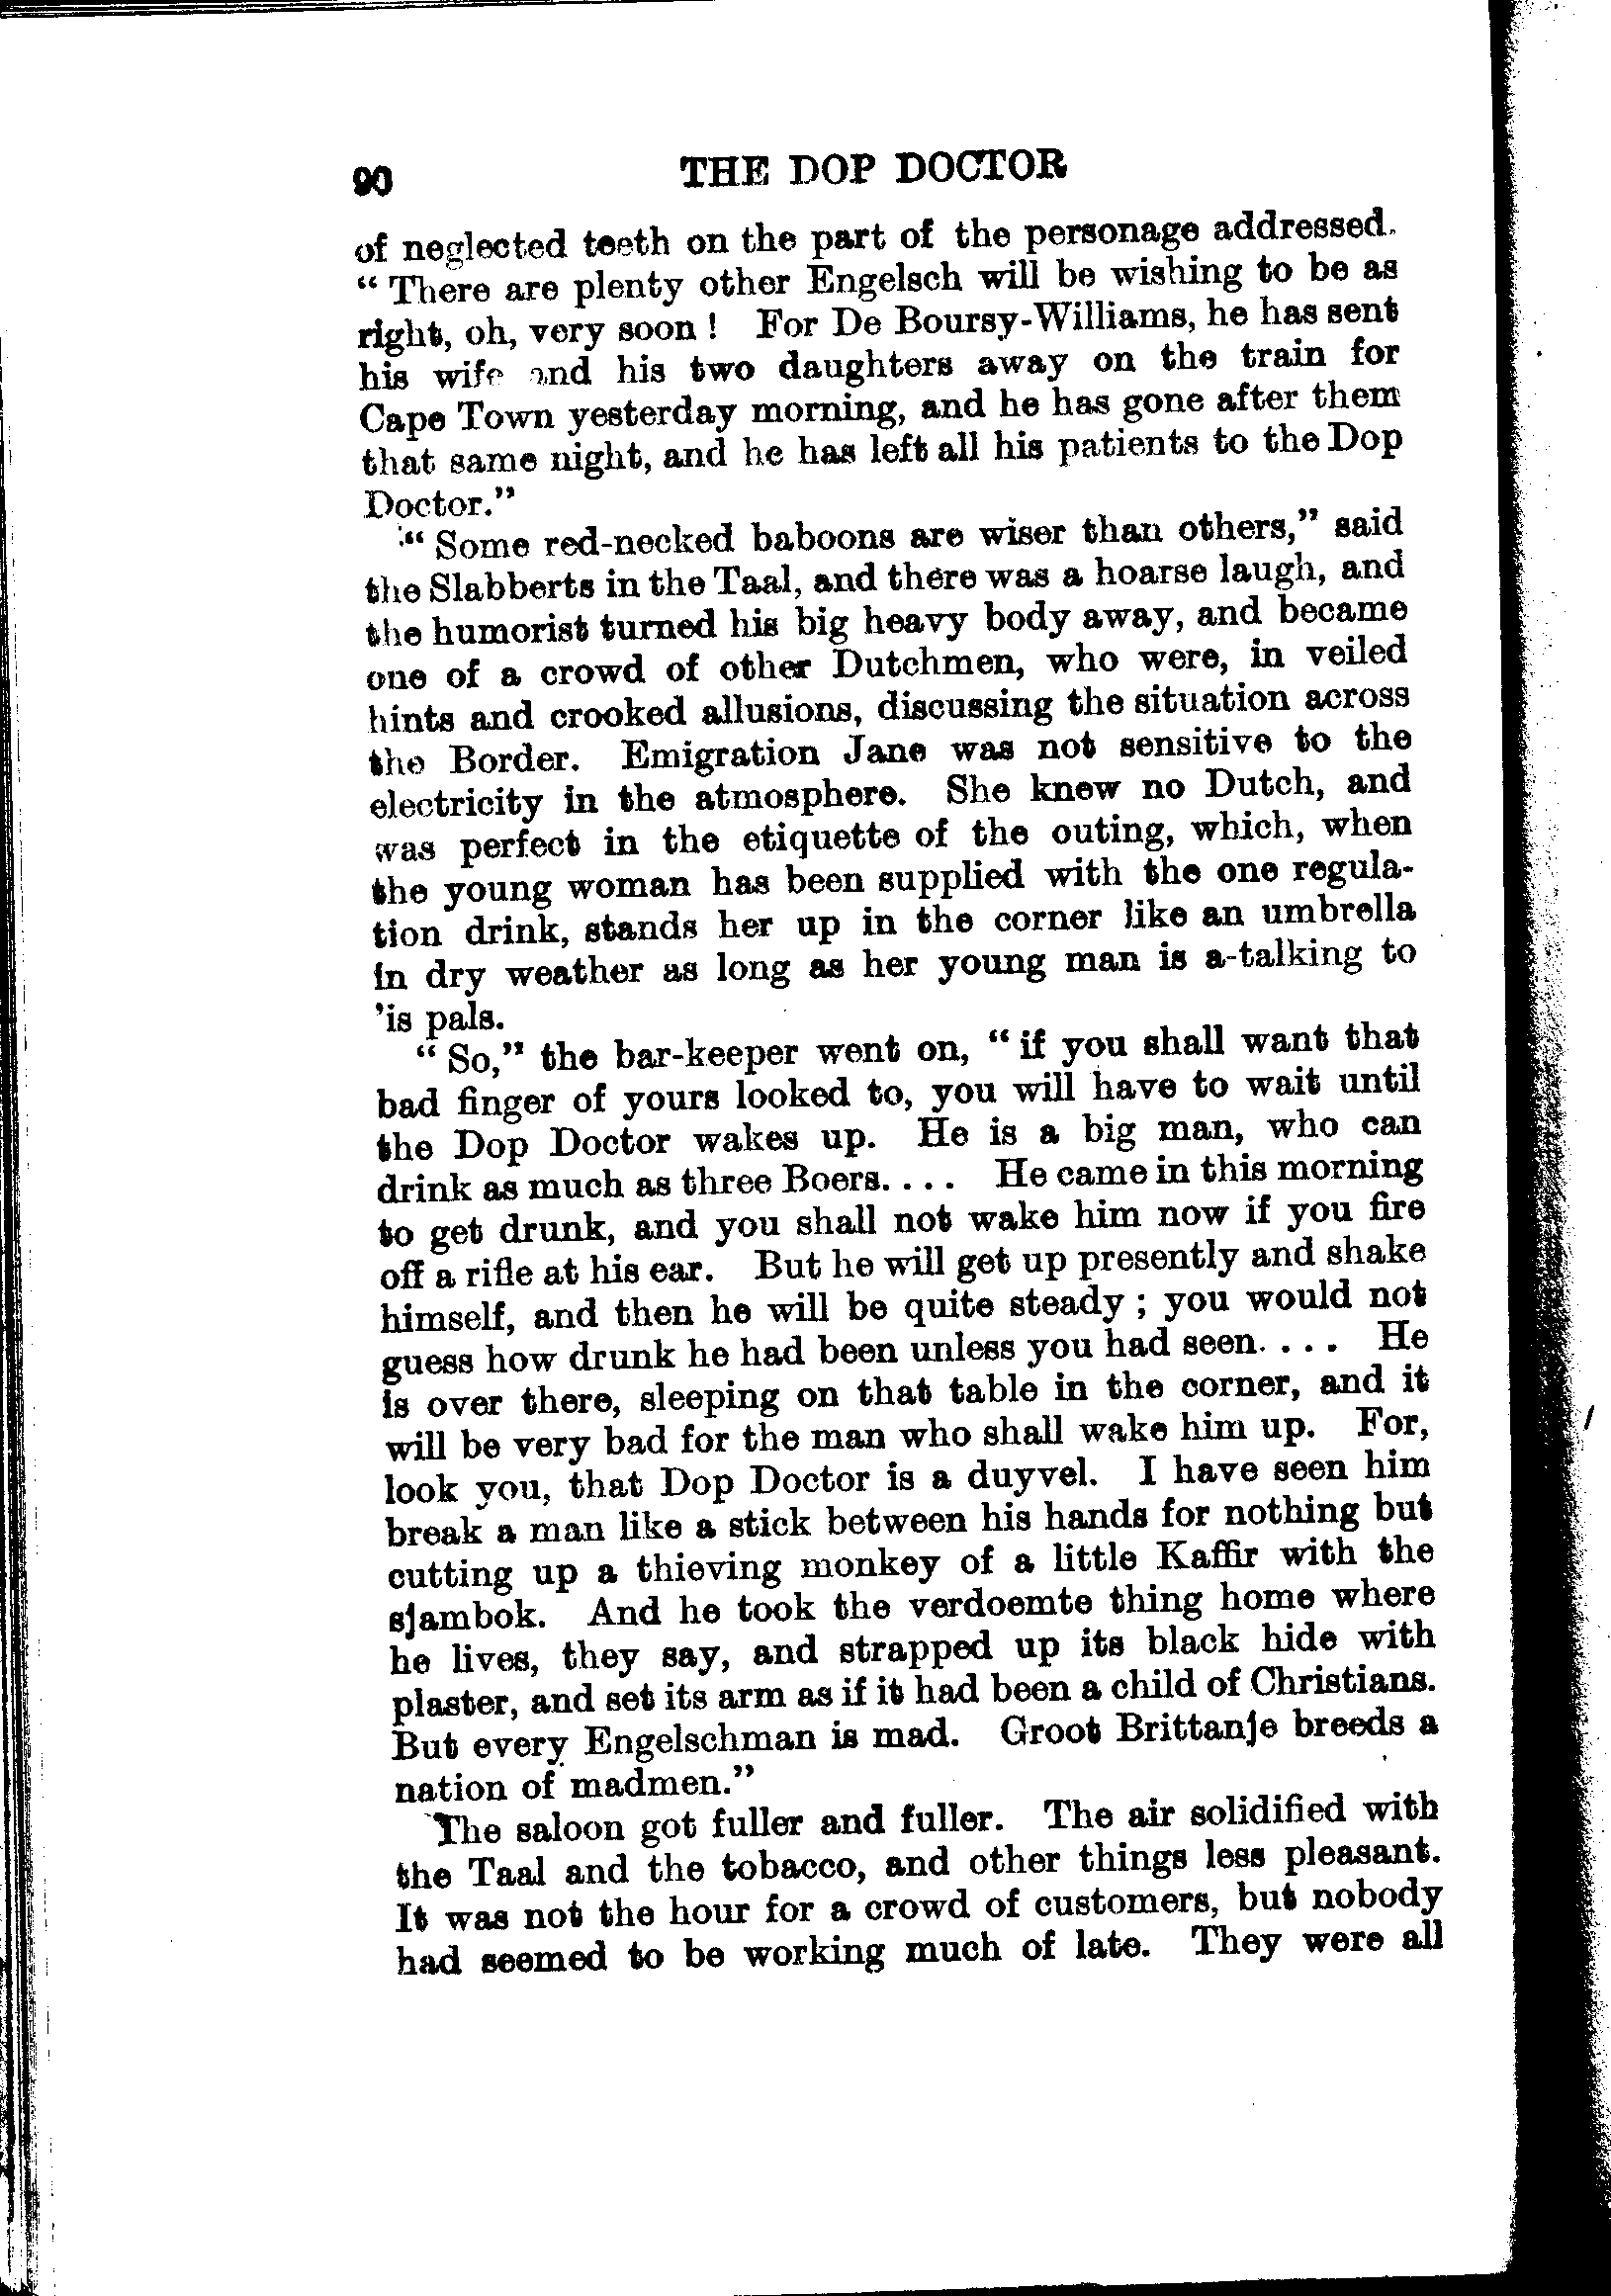 90 THE DOP DOCTOR
of neglected teeth on the part of the personage addressed.
“ There are plenty other Engelsch will be wishing to be as
right, oh, very soon ! For De Boursy-Williams, he has sent
his wife and his two daughters away on the train for
Cape Town yesterday morning, and he has gone after them
that same night, and he has left all his patients to the Dop
Doctor.”
“ Some red-necked baboons are wiser than others,” said
the Slabberts in the Taal, and there was a hoarse laugh, and
the humorist turned his big heavy body away, and became
one of a crowd of other Dutchmen, who were, in veiled
hints and crooked allusions, discussing the situation across
the Border. Emigration Jane was not sensitive to the
electricity in the atmosphere. She knew no Dutch, and
was perfect in the etiquette of the outing, which, when
the young woman has been supplied with the one regula-
tion drink, stands her up in the corner like an umbrella
in dry weather as long as her young man is a-talking to
’is pals.
“ So,” the bar-keeper went on, “ if you shall want that
bad finger of yours looked to, you will have to wait until
the Dop Doctor wakes up. He is a big man, who can
drink as much as three Boers. . . . He came in this morning
to get drunk, and you shall not wake him now if you fire
off a rifle at his ear. But he will get up presently and shake
himself, and then he will be quite steady ; you would not
guess how drunk he had been unless you had seen. . . . He
is over there, sleeping on that table in the corner, and it
will be very bad for the man who shall wake him up. For,
look you, that Dop Doctor is a duyvel. I have seen him
break a man like a stick between his hands for nothing but
cutting up a thieving monkey of a little Kaffir with the
sjambok. And he took the verdoemte thing home where
he lives, they say, and strapped up its black hide with
plaster, and set its arm as if it had been a child of Christians.
But every Engelschman is mad. Groot Brittanje breeds a
nation of madmen.”
The saloon got fuller and fuller. The air solidified with
the Taal and the tobacco, and other things less pleasant.
It was not the hour for a crowd of customers, but nobody
had seemed to be working much of late. They were all